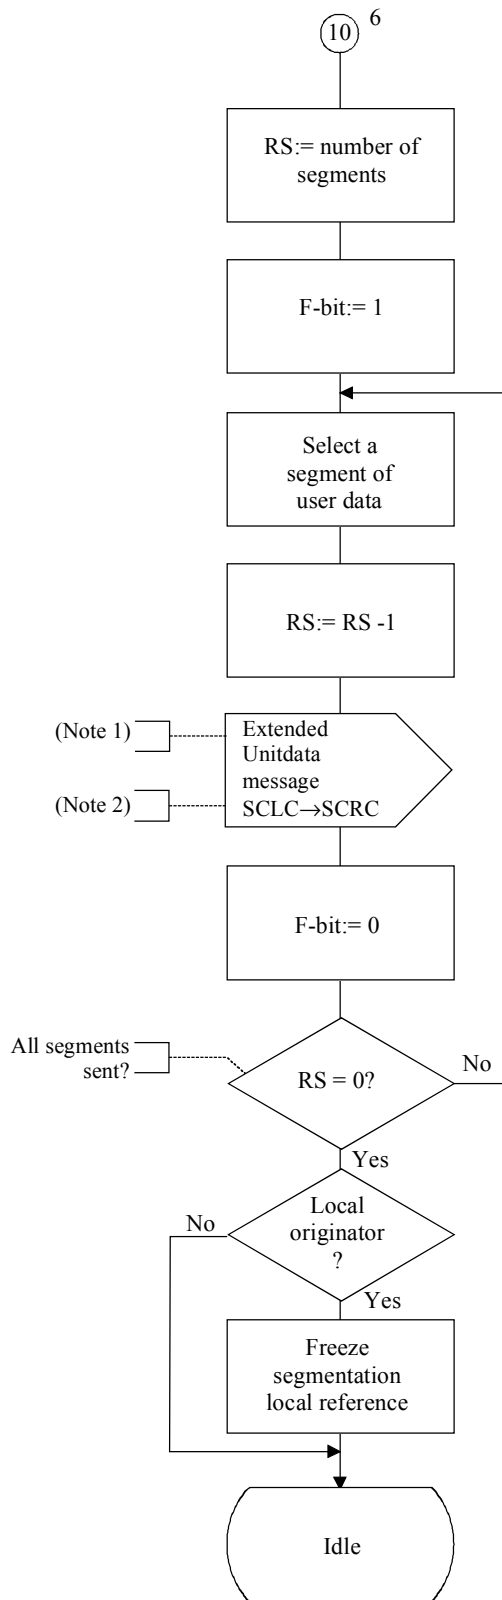 6
10
RS:= number of
segments
F-bit:= 1
Select a
segment of
user data
RS:= RS -1
(Note 1)
Extended
Unitdata
message
(Note 2)
SCLC→SCRC
F-bit:= 0
All segments
sent?
RS = 0?
No
Yes
No
Local
originator
?
Yes
Freeze
segmentation
local reference
Idle